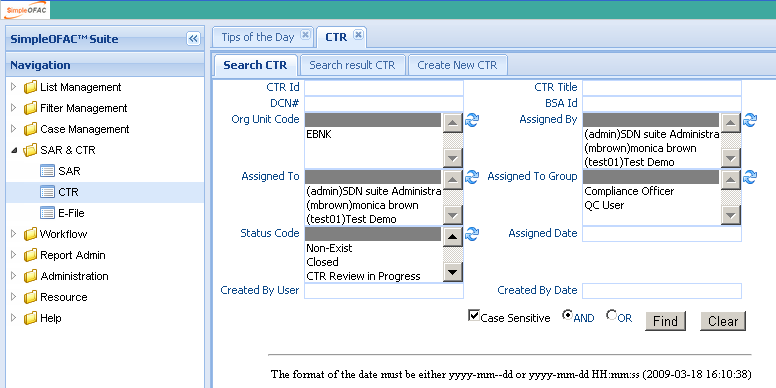 SimpleOFAC
SimpleOFAC™ Suite
Tips of the Day
CTR
Navigation
Search CTR
Search result CTR
Create New CTR
List Management
Filter Management
Case Management
SAR & CTR
SAR
CTR
E-File
Workflow
Report Admin
Administration
Resource
Help
CTR Id
CTR Title
DCN#
BSA Id
Org Unit Code
EBNK
Assigned By
(admin)SDN suite Administra
(mbrown)monica brown
(test01)Test Demo
Assigned To
(admin)SDN suite Administra
(mbrown)monica brown
(test01)Test Demo
Assigned To Group
Compliance Officer
QC User
Status Code
Non-Exist
Closed
CTR Review in Progress
Assigned Date
Created By User
Created By Date
Case Sensitive
AND
OR
Find
Clear
The format of the date must be either yyyy-mm--dd or yyyy-mm-dd HH:mm:ss (2009-03-18 16:10:38)